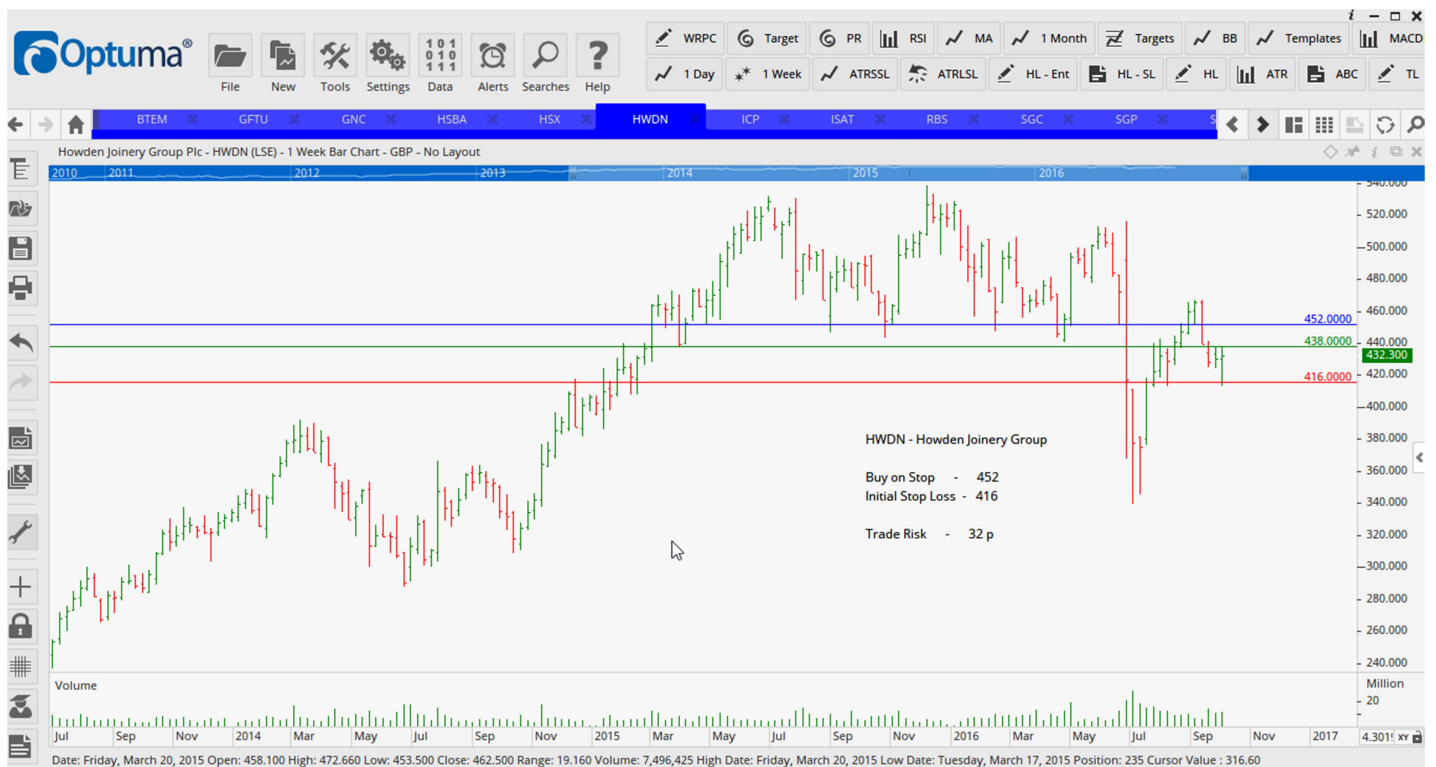 i
Optuma®
File New Tools Settings Data Alerts Searches Help
WRPC Target PR RSI MA 1 Month Targets BB Templates MACD
1 Day 1 Week ATRSSL ATRLSL HL - Ent HL - SL HL ATR ABC TL
BTEM GFTU GNC HSBA HSX HWDN ICP ISAT RBS SGC SGP S
Howden Joinery Group Plc - HWDN (LSE) - 1 Week Bar Chart - GBP - No Layout
2010 2011 2012 2013 2014 2015 2016
540.000
520.000
500.000
480.000
460.000
452.0000
438.0000
440.000
432.300
416.0000
420.000
400.000
380.000
360.000
340.000
320.000
300.000
280.000
260.000
240.000
HWDN - Howden Joinery Group
Buy on Stop - 452
Initial Stop Loss - 416
Trade Risk - 32 p
Volume
Million
20
Jul Sep Nov 2014 Mar May Jul Sep Nov 2015 Mar May Jul Sep Nov 2016 Mar May Jul Sep Nov 2017 XY
Date: Friday, March 20, 2015 Open: 458.100 High: 472.660 Low: 453.500 Close: 462.500 Range: 19.160 Volume: 7,496,425 High Date: Friday, March 20, 2015 Low Date: Tuesday, March 17, 2015 Position: 235 Cursor Value : 316.60